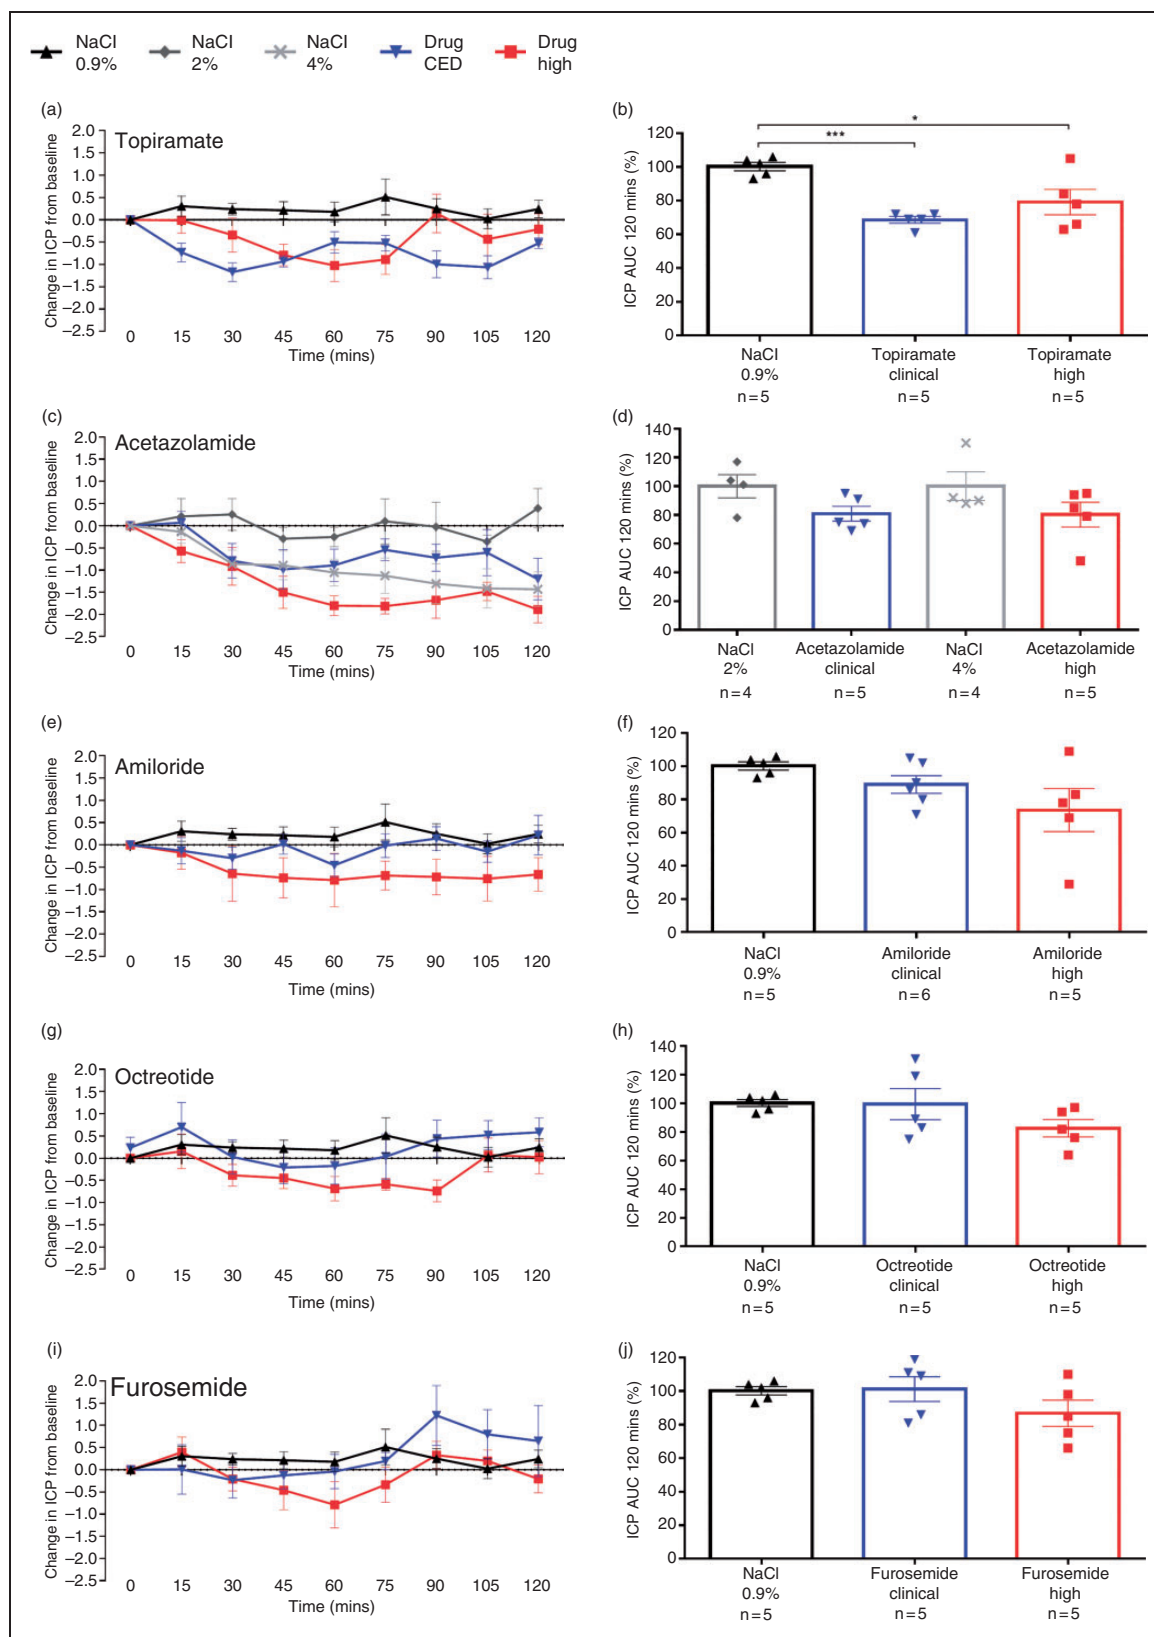 NaCl NaCl NaCl Drug Drug
0.9% 2% 4% CED high
(a)
Topiramate
Change in ICP from baseline
2.0
1.5
1.0
0.5
0.0
−0.5
−1.0
−1.5
−2.0
−2.5
0 15 30 45 60 75 90 105 120
Time (mins)
(b)
ICP AUC 120 mins (%)
120
100
80
60
40
20
0
*
***
NaCl Topiramate Topiramate
0.9% clinical high
n=5 n=5 n=5
(c)
Acetazolamide
Change in ICP from baseline
2.0
1.5
1.0
0.5
0.0
−0.5
−1.0
−1.5
−2.0
−2.5
0 15 30 45 60 75 90 105 120
Time (mins)
(d)
ICP AUC 120 mins (%)
140
120
100
80
60
40
20
0
NaCl Acetazolamide NaCl Acetazolamide
2% clinical 4% high
n=4 n=5 n=4 n=5
(e)
Amiloride
Change in ICP from baseline
2.0
1.5
1.0
0.5
0.0
−0.5
−1.0
−1.5
−2.0
−2.5
0 15 30 45 60 75 90 105 120
Time (mins)
(f)
ICP AUC 120 mins (%)
120
100
80
60
40
20
0
NaCl Amiloride Amiloride
0.9% clinical high
n=5 n=6 n=5
(g)
Octreotide
Change in ICP from baseline
2.0
1.5
1.0
0.5
0.0
−0.5
−1.0
−1.5
−2.0
−2.5
0 15 30 45 60 75 90 105 120
Time (mins)
(h)
ICP AUC 120 mins (%)
140
120
100
80
60
40
20
0
NaCl Octreotide Octreotide
0.9% clinical high
n=5 n=5 n=5
(i)
Furosemide
Change in ICP from baseline
2.0
1.5
1.0
0.5
0.0
−0.5
−1.0
−1.5
−2.0
−2.5
0 15 30 45 60 75 90 105 120
Time (mins)
(j)
ICP AUC 120 mins (%)
120
100
80
60
40
20
0
NaCl Furosemide Furosemide
0.9% clinical high
n=5 n=5 n=5